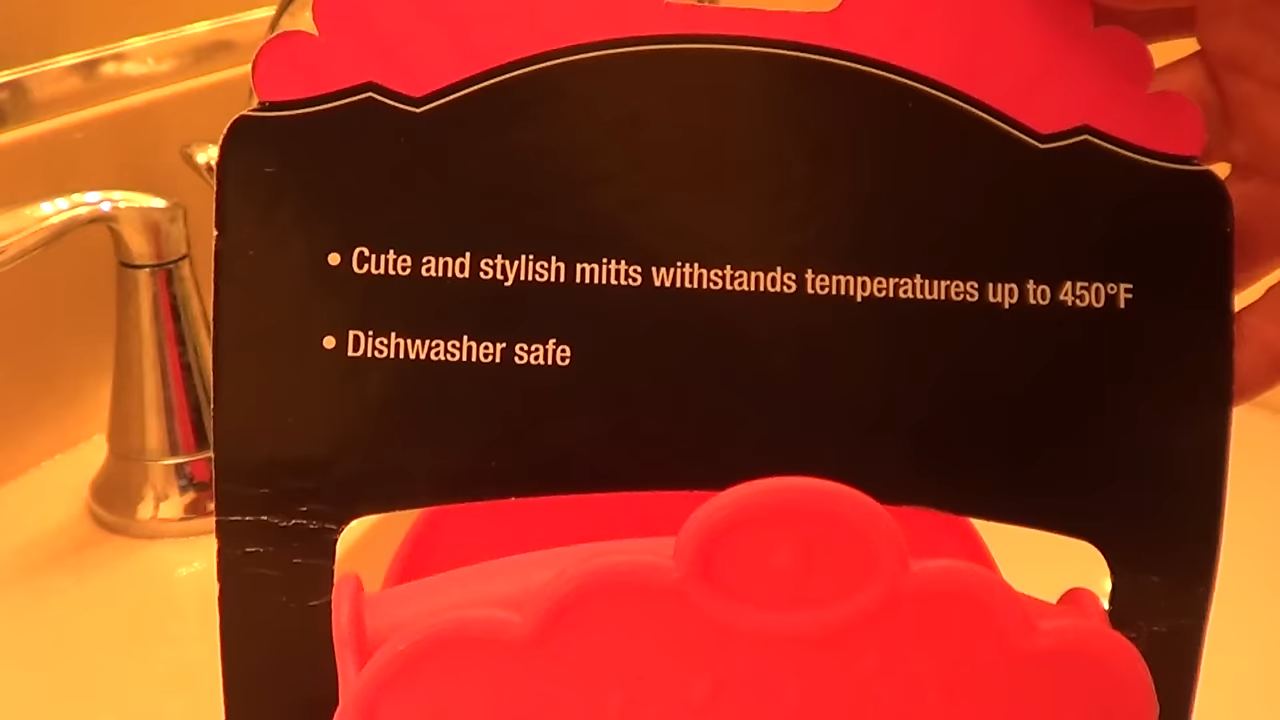 • Cute and stylish mitts withstands temperatures up to 450°F
• Dishwasher safe